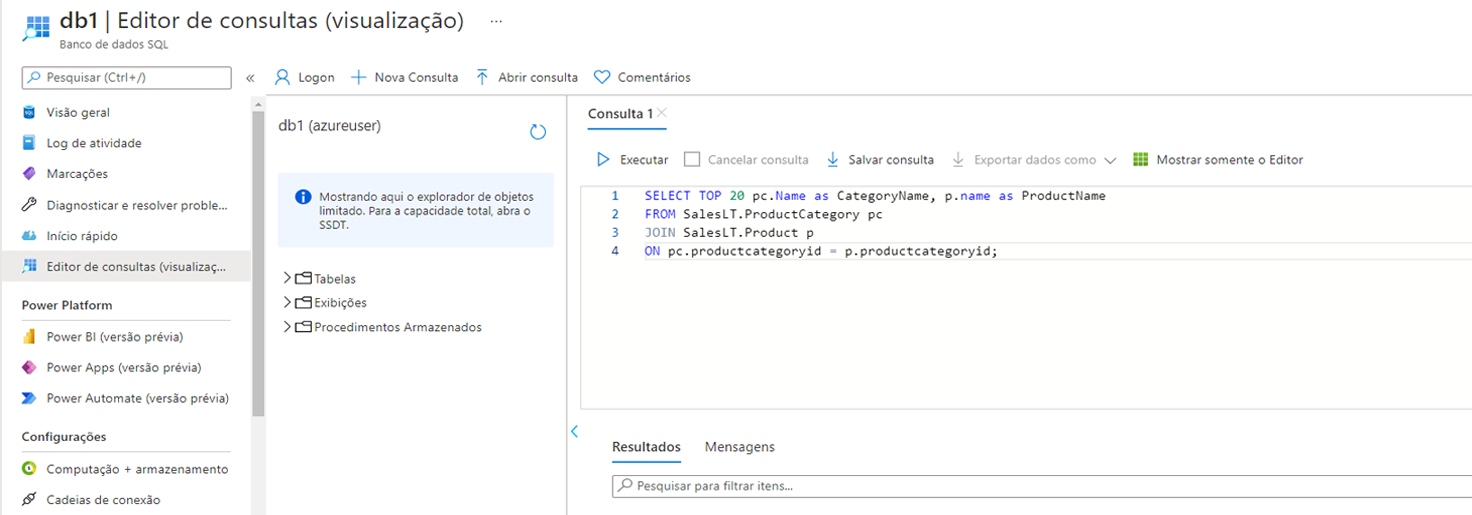 db1 | Editor de consultas (visualização) ...
Banco de dados SQL
Pesquisar (Ctrl+/)
«
Visão geral
Log de atividade
Marcações
Diagnosticar e resolver proble...
Início rápido
Editor de consultas (visualizaç...
Power Platform
Power BI (versão prévia)
Power Apps (versão prévia)
Power Automate (versão prévia)
Configurações
Computação + armazenamento
Cadeias de conexão
Logon Nova Consulta Abrir consulta Comentários
db1 (azureuser)
Mostrando aqui o explorador de objetos
limitado. Para a capacidade total, abra o
SSDT.
Tabelas
Exibições
Procedimentos Armazenados
Consulta 1
Executar Cancelar consulta Salvar consulta Exportar dados como Mostrar somente o Editor
1 SELECT TOP 20 pc.Name as CategoryName, p.name as ProductName
2 FROM SalesLT.ProductCategory pc
3 JOIN SalesLT.Product p
4 ON pc.productcategoryid = p.productcategoryid;
Resultados Mensagens
Pesquisar para filtrar itens...